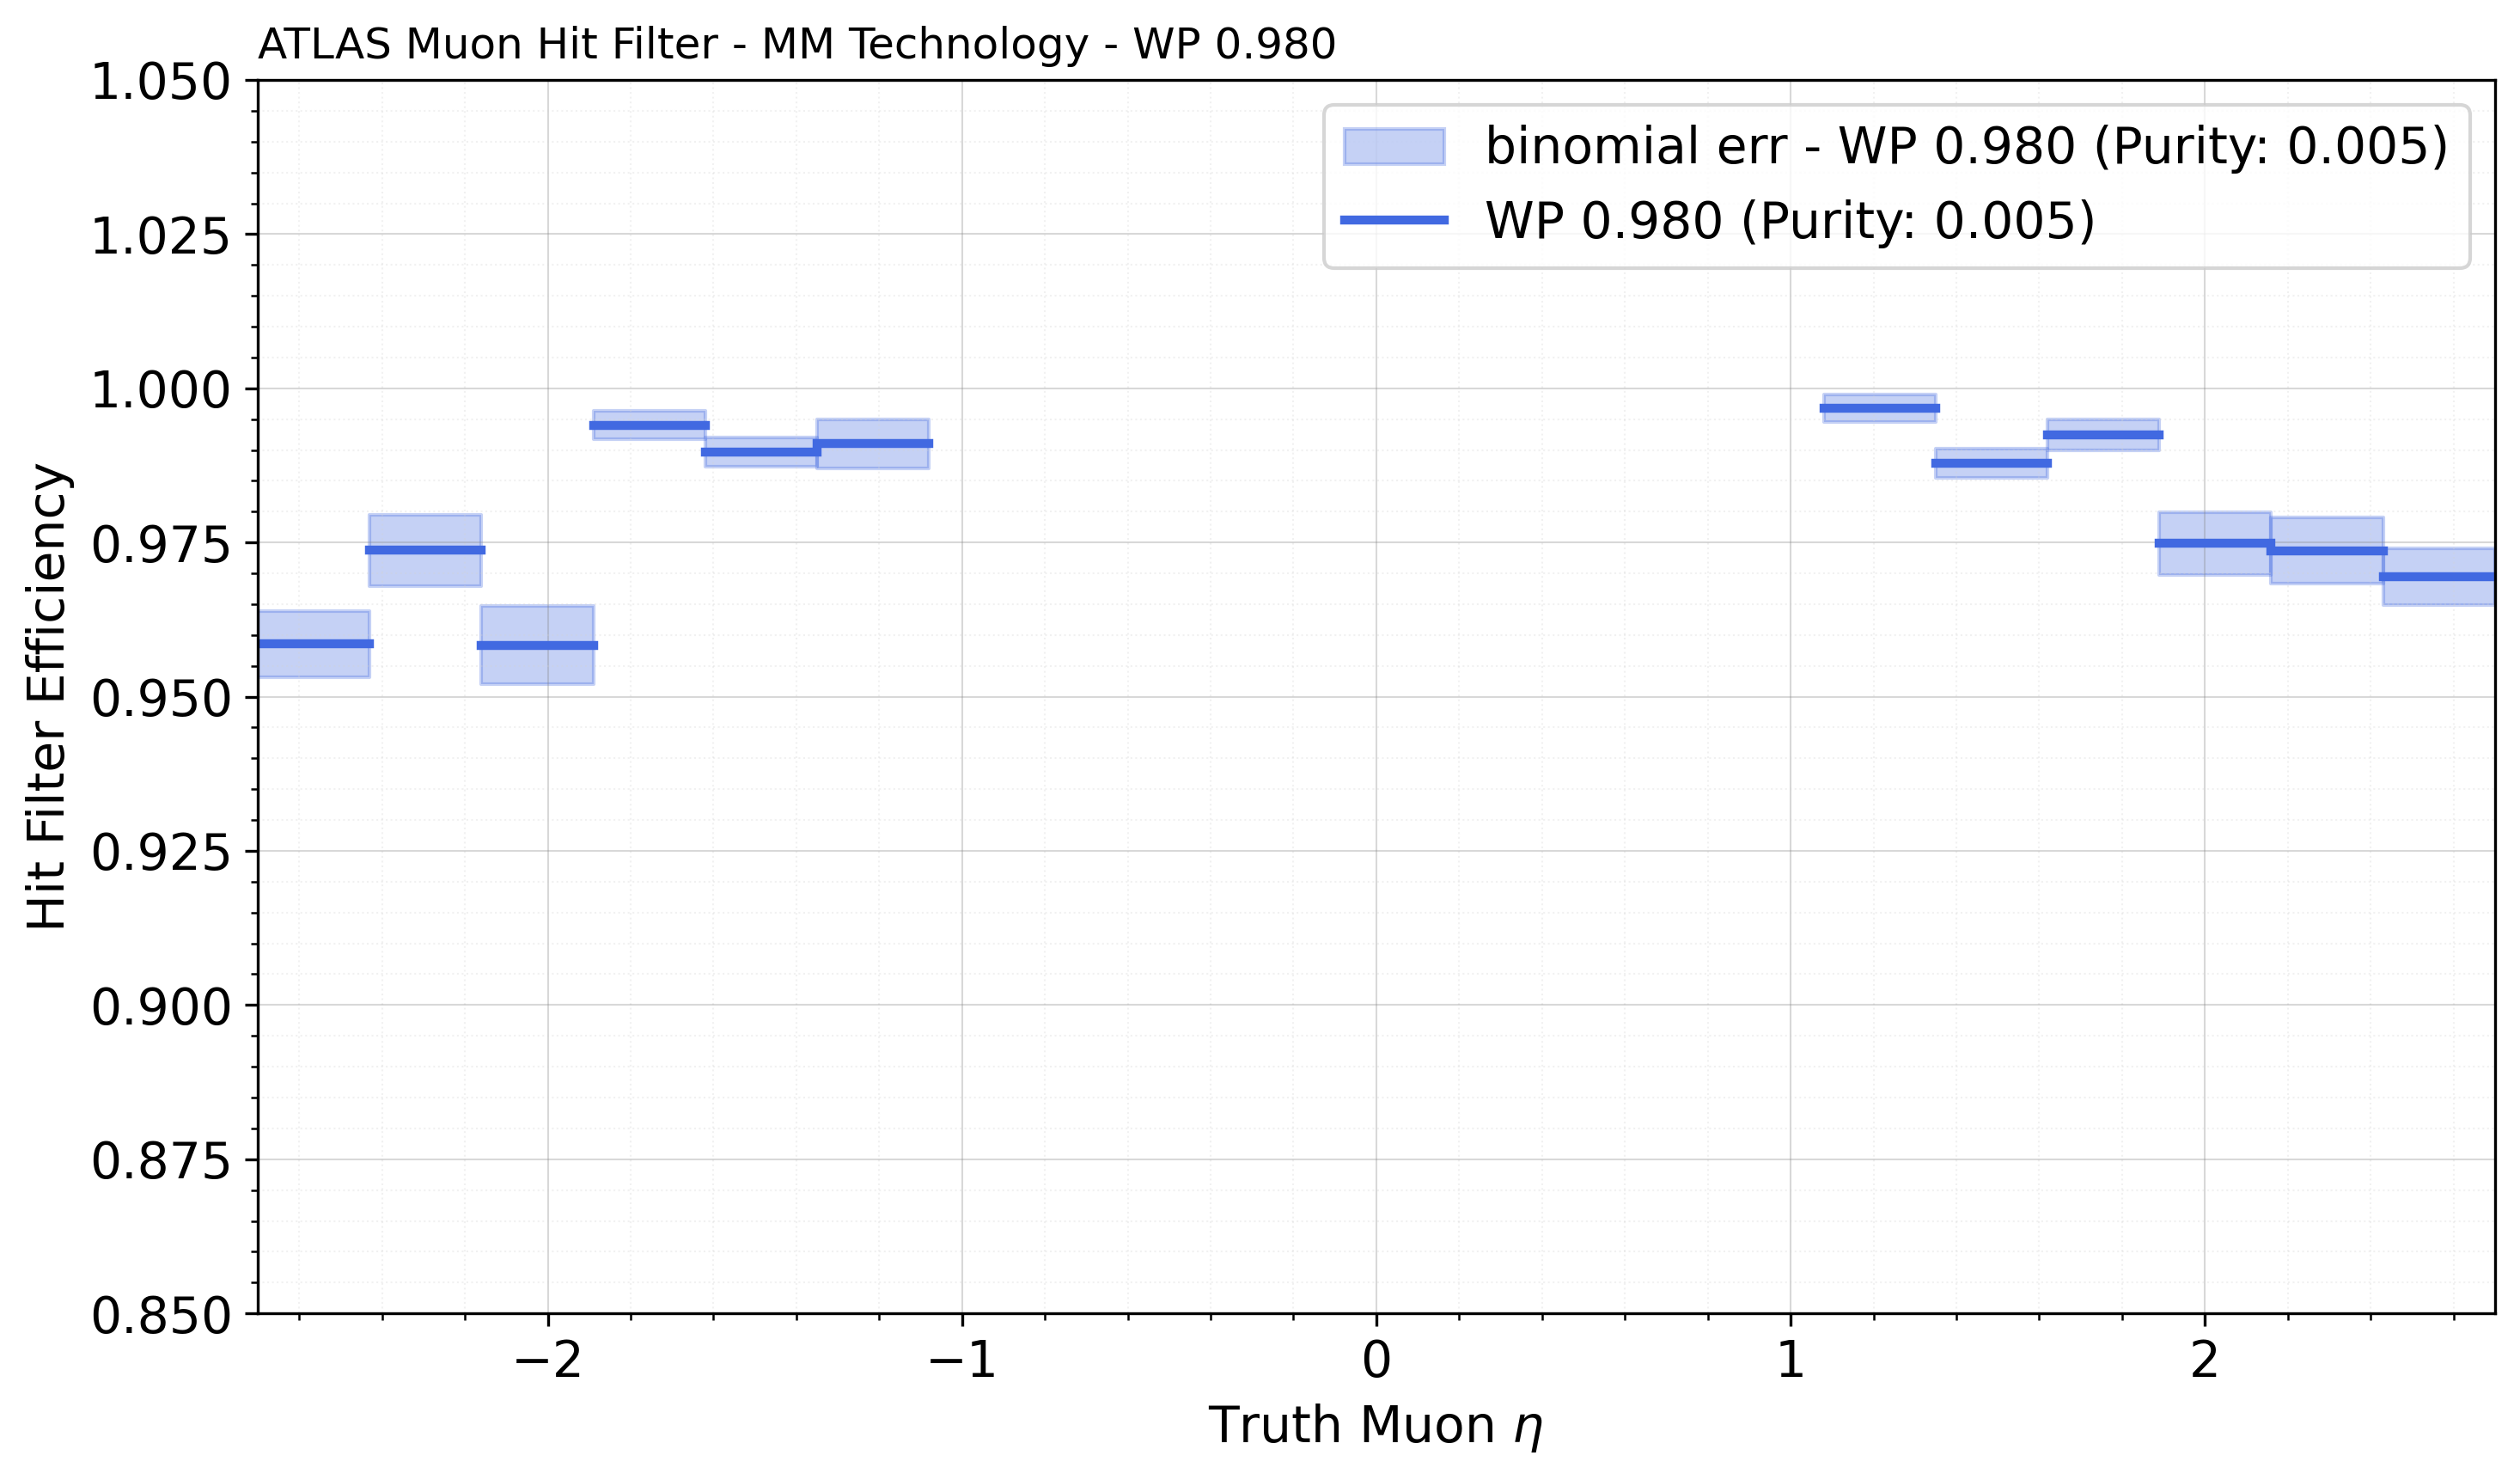 ATLAS Muon Hit Filter - MM Technology - WP 0.980
binomial err - WP 0.980 (Purity: 0.005)
WP 0.980 (Purity: 0.005)
Hit Filter Efficiency
1.050
1.025
1.000
0.975
0.950
0.925
0.900
0.875
0.850
−2 −1 0 1 2
Truth Muon η